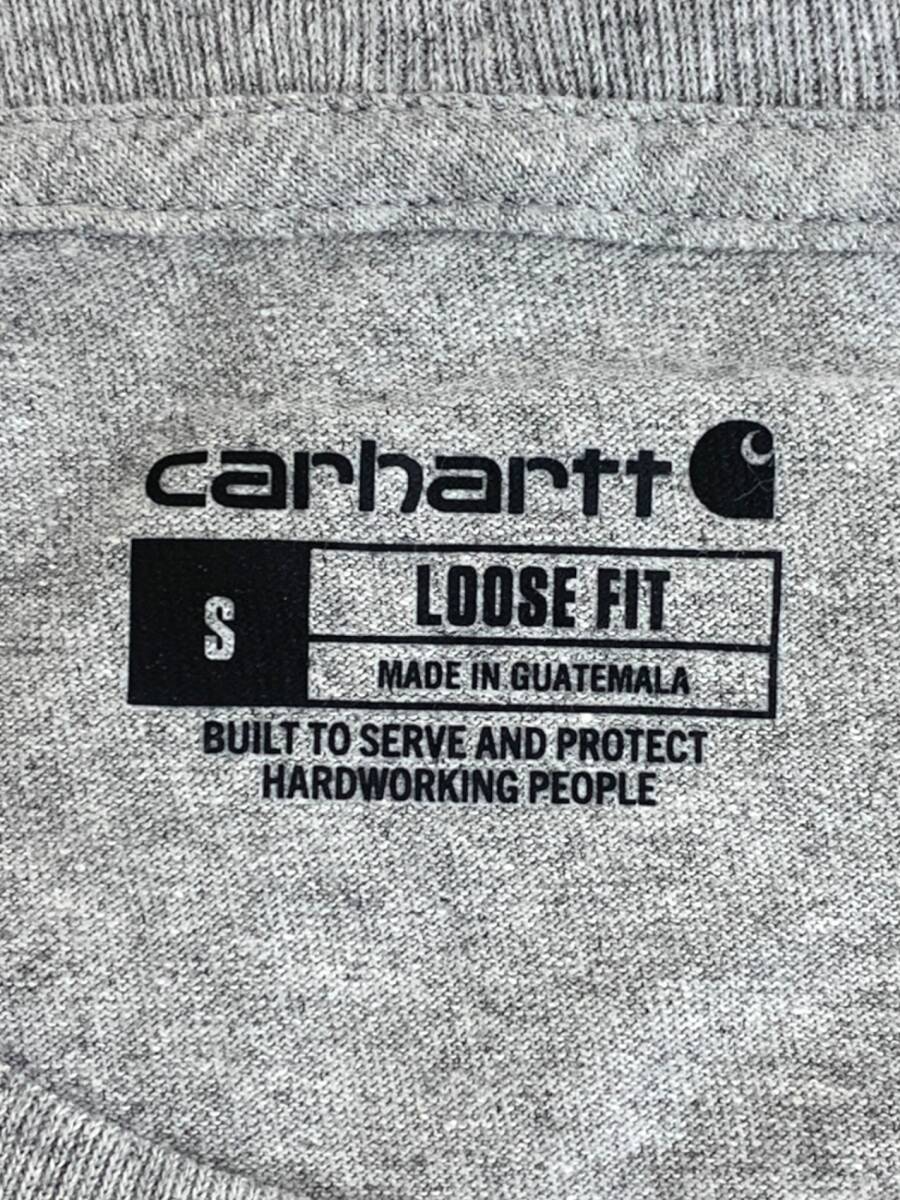 carhartt
S
LOOSE FIT
MADE IN GUATEMALA
BUILT TO SERVE AND PROTECT
HARDWORKING PEOPLE